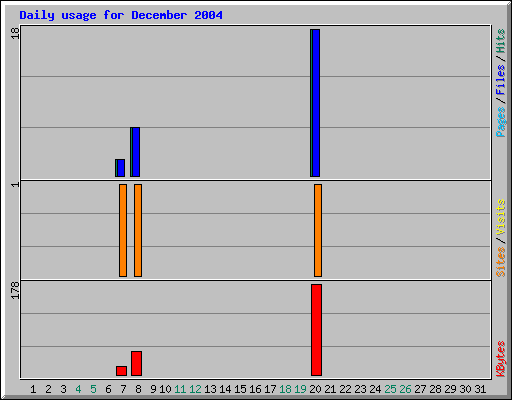 Daily usage for December 2004
18
1
178
Pages / Files / Hits
Sites / Visits
KBytes
1 2 3 4 5 6 7 8 9 10 11 12 13 14 15 16 17 18 19 20 21 22 23 24 25 26 27 28 29 30 31